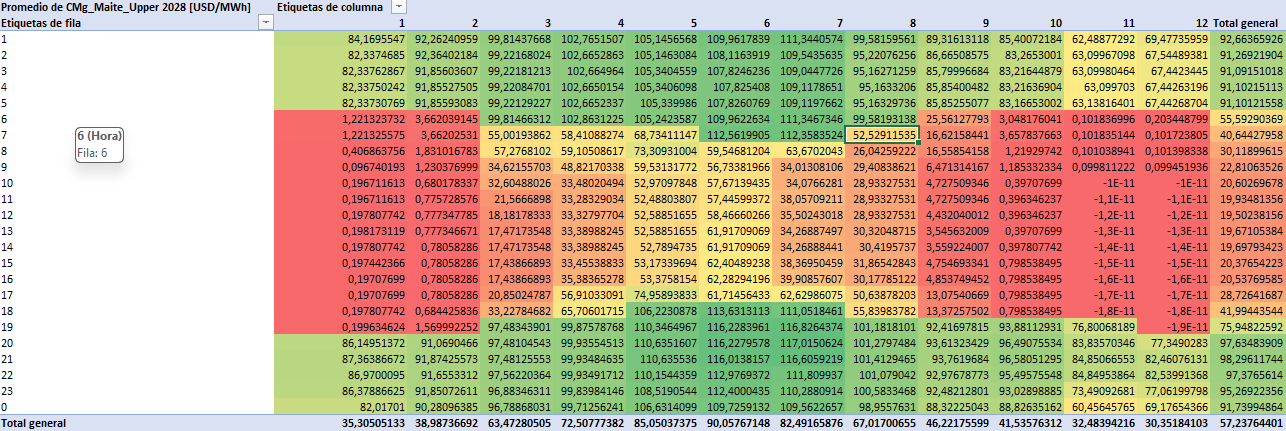 Promedio de CMg_Maite_Upper 2028 [USD/MWh] Etiquetas de columna
Etiquetas de fila 1 2 3 4 5 6 7 8 9 10 11 12 Total general
1 84,1695547 92,26240959 99,81437668 102,7651507 105,1456568 109,9617839 111,3440574 99,58159561 89,31613118 85,40072184 62,48877292 69,47735959 92,66365926
2 82,3374685 92,36402184 99,22168024 102,6652863 105,1463084 108,1163919 109,5435635 95,22076256 86,66508575 83,2653001 63,09967098 67,54489381 91,26921904
3 82,33762867 91,85603607 99,22181213 102,664964 105,3404559 107,8246236 109,0447726 95,16271259 85,79996684 83,21644879 63,09980464 67,4423445 91,09151018
4 82,33750242 91,85527505 99,22084701 102,6650154 105,3406098 107,825408 109,1178651 95,1633206 85,85400482 83,21636904 63,099703 67,44263196 91,10215113
5 82,33730769 91,85593083 99,22129227 102,6652337 105,339986 107,8260769 109,1197662 95,16329736 85,85255077 83,16653002 63,13816401 67,44268704 91,10121558
6 1,221323732 3,662039145 99,81466312 102,8631225 105,2423587 109,9622634 111,3467346 99,58193138 25,56127793 3,048176041 0,101836996 0,203448799 55,59290369
7 1,221325575 3,66202531 55,00193862 58,41088274 68,73411147 112,5619905 112,3583524 52,52911535 16,62158441 3,657837663 0,101835144 0,101723805 40,64427958
8 0,406863756 1,831016783 57,2768102 59,10508617 73,30931004 59,54681204 63,6702043 26,04259222 16,55854158 1,21929742 0,101038941 0,101398338 30,11899615
9 0,096740193 1,230376999 34,62155703 48,82170338 59,53131772 56,73381966 34,01308106 29,40838621 6,471314167 1,185332334 0,099811222 0,099451936 22,81063526
10 0,196711613 0,680178337 32,60488026 33,48020494 52,97097848 57,67139435 34,0766281 28,93327531 4,727509346 0,39707699 -1E-11 -1E-11 20,60269678
11 0,196711613 0,775728576 21,5666898 33,28329034 52,48803807 57,44599372 38,05709211 28,93327531 4,727509346 0,396346237 -1,1E-11 -1,1E-11 19,93481356
12 0,197807742 0,777347785 18,18178333 33,32797704 52,58851655 58,46660266 35,50243018 28,93327531 4,432040012 0,396346237 -1,2E-11 -1,2E-11 19,50238156
13 0,198173119 0,777346671 17,47173548 33,38988245 52,58851655 61,91709069 34,26887497 30,32048715 3,545632009 0,39707699 -1,3E-11 -1,3E-11 19,67105384
14 0,197807742 0,78058286 17,47173548 33,38988245 52,7894735 61,91709069 34,26888441 30,4195737 3,559224007 0,397807742 -1,4E-11 -1,4E-11 19,69793423
15 0,197442366 0,78058286 17,43866893 33,45538833 53,17339694 62,40489238 38,36950459 31,86542843 4,754693341 0,798538495 -1,5E-11 -1,5E-11 20,37654223
16 0,19707699 0,78058286 17,43866893 35,38365278 53,3758154 62,28294196 39,90857607 30,17785112 4,853749452 0,798538495 -1,6E-11 -1,6E-11 20,53769585
17 0,19707699 0,78058286 20,85024787 56,91033091 74,95893833 61,71456433 62,62986075 50,63878203 13,07540669 0,798538495 -1,7E-11 -1,7E-11 28,72641687
18 0,197807742 0,684425836 33,22784682 65,70601715 106,2230878 113,6313113 111,0518461 55,83983782 13,37257502 0,798538495 -1,8E-11 -1,8E-11 41,99443544
19 0,199634624 1,569992252 97,48343901 99,87578768 110,3464967 116,2283961 116,8264374 101,1818101 92,41697815 93,88112931 76,80068189 -1,9E-11 75,94822592
20 86,14951372 91,0690466 97,48104543 99,93554513 110,6351607 116,2279578 117,0150624 101,2797484 93,61323429 96,49075534 83,83570346 77,3490283 97,63483909
21 87,36386672 91,87425573 97,48125553 99,93484635 110,635536 116,0138157 116,6059219 101,4129465 93,7619684 96,58051295 84,85066553 82,46076131 98,29611744
22 86,9700095 91,6553312 97,56220364 99,93491712 110,1544359 112,9769372 111,809937 101,079042 92,97678773 95,49575548 84,84953864 82,53991368 97,3765614
23 86,37886625 91,85072611 96,88346311 99,83984146 108,5190544 112,4000435 110,2880914 100,5833468 92,48212801 93,02898885 73,49092681 77,06199798 95,26922356
0 82,01701 90,28096385 96,78868031 99,71256241 106,6314099 109,7259132 109,5622657 98,9557631 88,32225043 88,82635162 60,45645765 69,17654366 91,73994864
Total general 35,30505133 38,98736692 63,47280505 72,50777382 85,05037375 90,05767148 82,49165876 67,01700655 46,22175599 41,53576312 32,48394216 30,35184103 57,23764401
6 (Hora)
Fila: 6